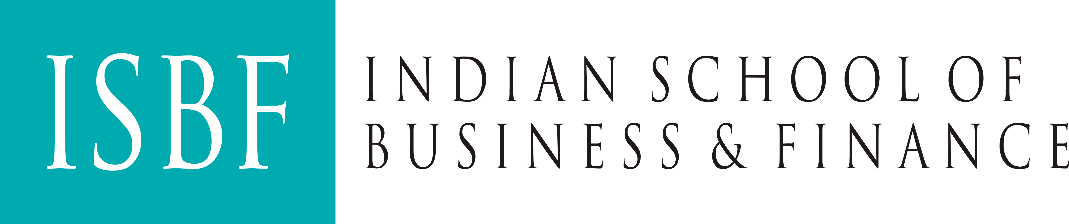 ISBF
INDIAN SCHOOL OF
BUSINESS & FINANCE